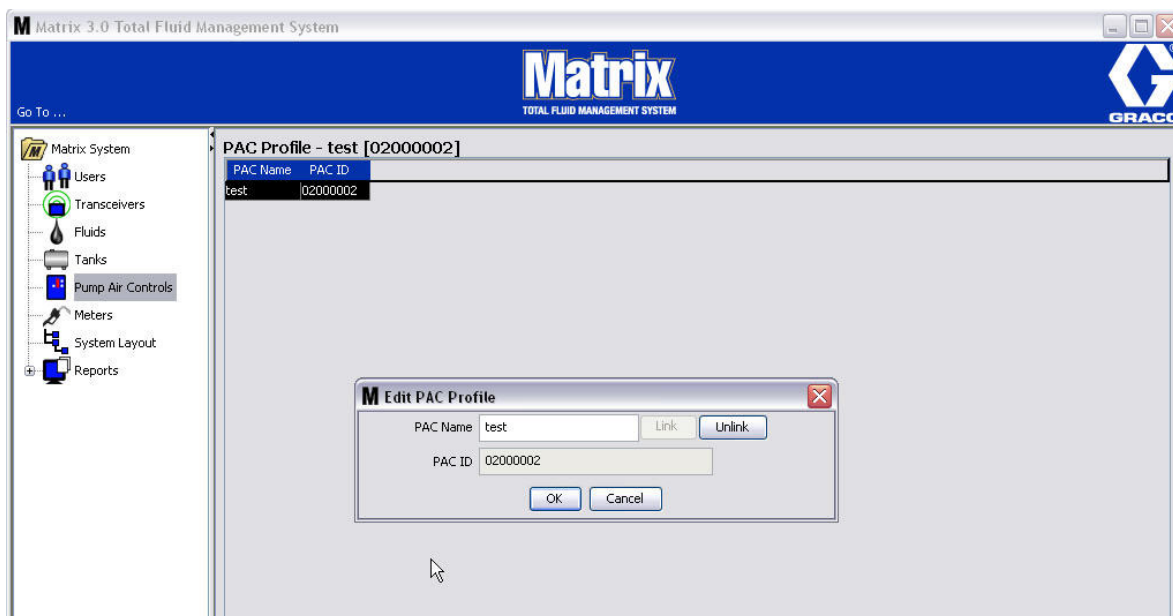 M Matrix 3.0 Total Fluid Management System
Matrix
TOTAL FLUID MANAGEMENT SYSTEM
Go To ...
G
GRACO
Matrix System
Users
Transceivers
Fluids
Tanks
Pump Air Controls
Meters
System Layout
Reports
PAC Profile - test [02000002]
PAC Name PAC ID
test 02000002
M Edit PAC Profile
PAC Name test Link Unlink
PAC ID 02000002
OK Cancel